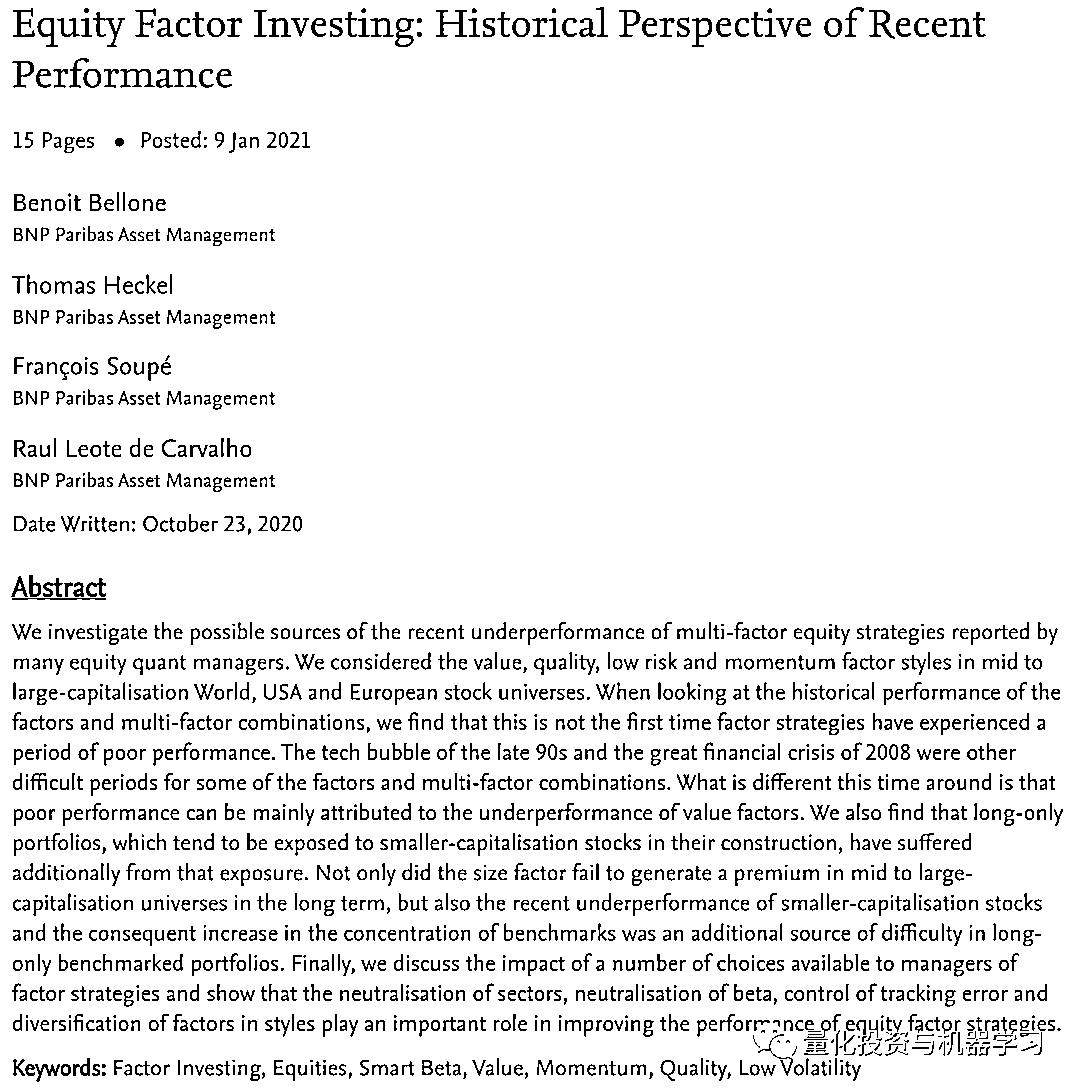 Equity Factor Investing: Historical Perspective of Recent
Performance
15 Pages • Posted: 9 Jan 2021
Benoit Bellone
BNP Paribas Asset Management
Thomas Heckel
BNP Paribas Asset Management
François Soupé
BNP Paribas Asset Management
Raul Leote de Carvalho
BNP Paribas Asset Management
Date Written: October 23, 2020
Abstract
We investigate the possible sources of the recent underperformance of multi-factor equity strategies reported by
many equity quant managers. We considered the value, quality, low risk and momentum factor styles in mid to
large-capitalisation World, USA and European stock universes. When looking at the historical performance of the
factors and multi-factor combinations, we find that this is not the first time factor strategies have experienced a
period of poor performance. The tech bubble of the late 90s and the great financial crisis of 2008 were other
difficult periods for some of the factors and multi-factor combinations. What is different this time around is that
poor performance can be mainly attributed to the underperformance of value factors. We also find that long-only
portfolios, which tend to be exposed to smaller-capitalisation stocks in their construction, have suffered
additionally from that exposure. Not only did the size factor fail to generate a premium in mid to large-
capitalisation universes in the long term, but also the recent underperformance of smaller-capitalisation stocks
and the consequent increase in the concentration of benchmarks was an additional source of difficulty in long-
only benchmarked portfolios. Finally, we discuss the impact of a number of choices available to managers of
factor strategies and show that the neutralisation of sectors, neutralisation of beta, control of tracking error and
diversification of factors in styles play an important role in improving the performance of equity factor strategies.
量化投资与机器学习
Keywords: Factor Investing, Equities, Smart Beta, Value, Momentum, Quality, Low Volatility